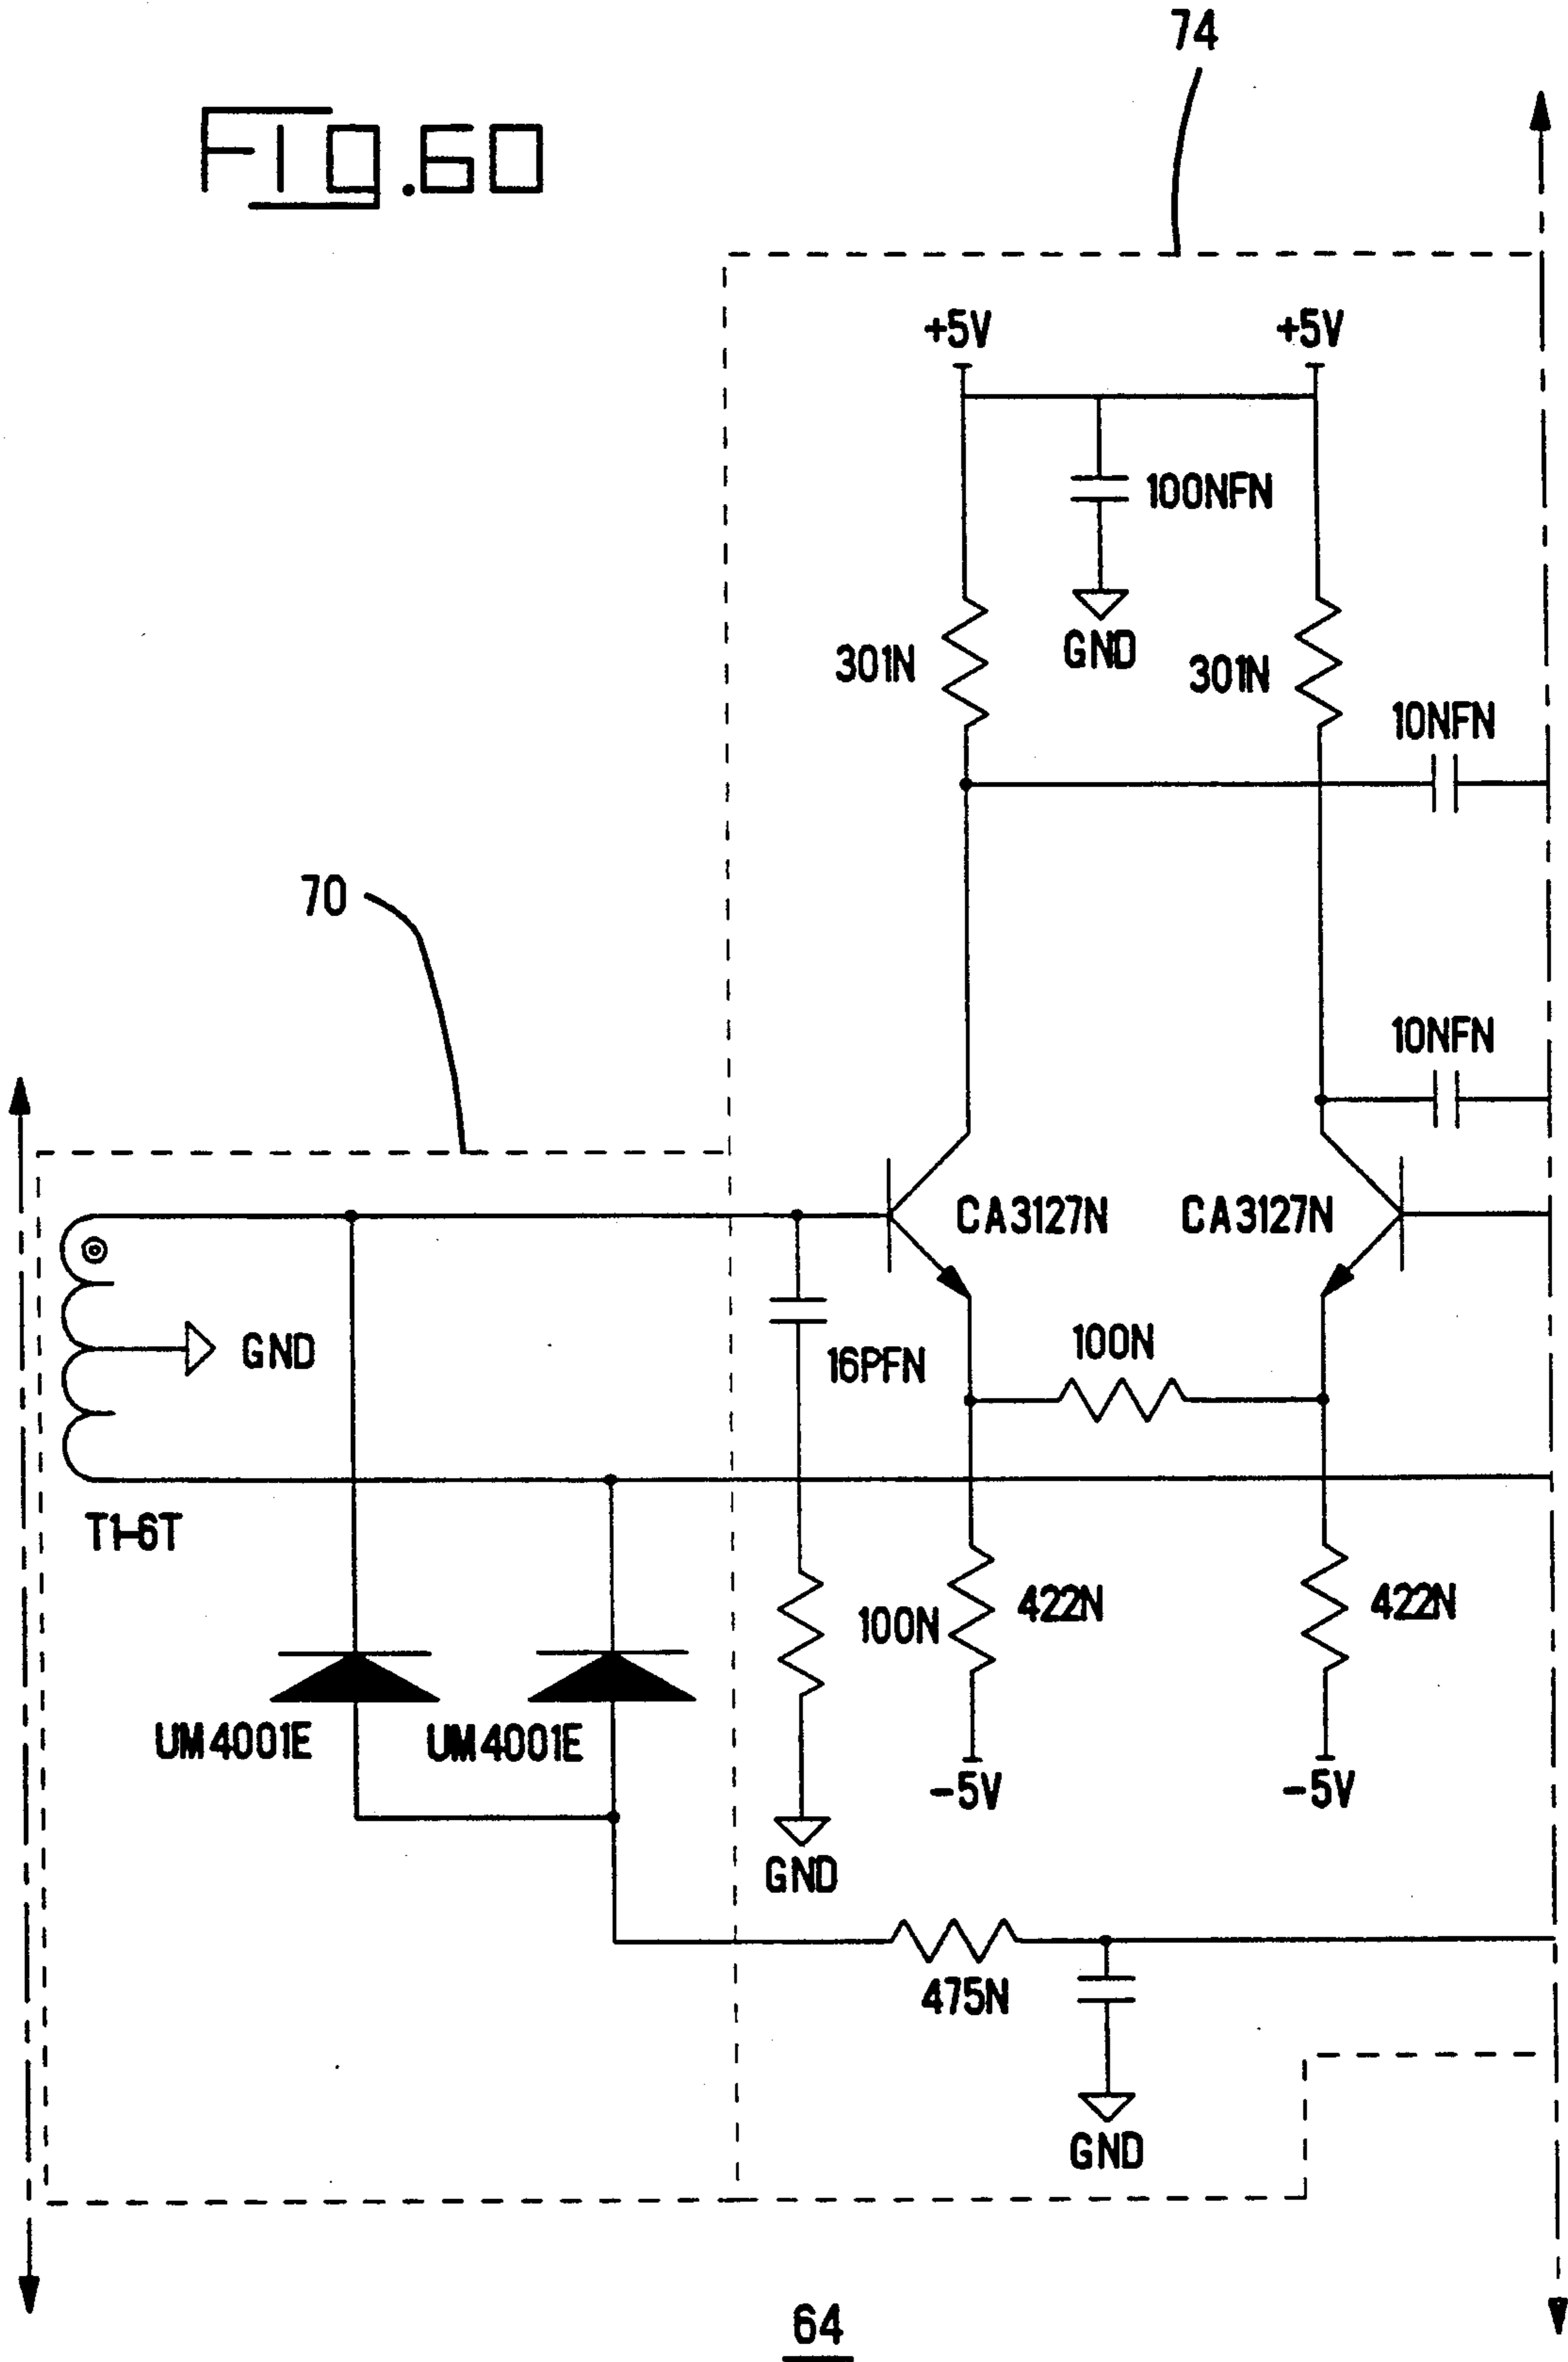 74
Fig.60
+5V +5V
100NFN
GND
301N 301N
10NFN
70
10NFN
CA3127N CA3127N
GND
16PFN
100N
T1-6T
100N 422N 422N
UM4001E UM4001E
-5V -5V
GND
475N
GND
64